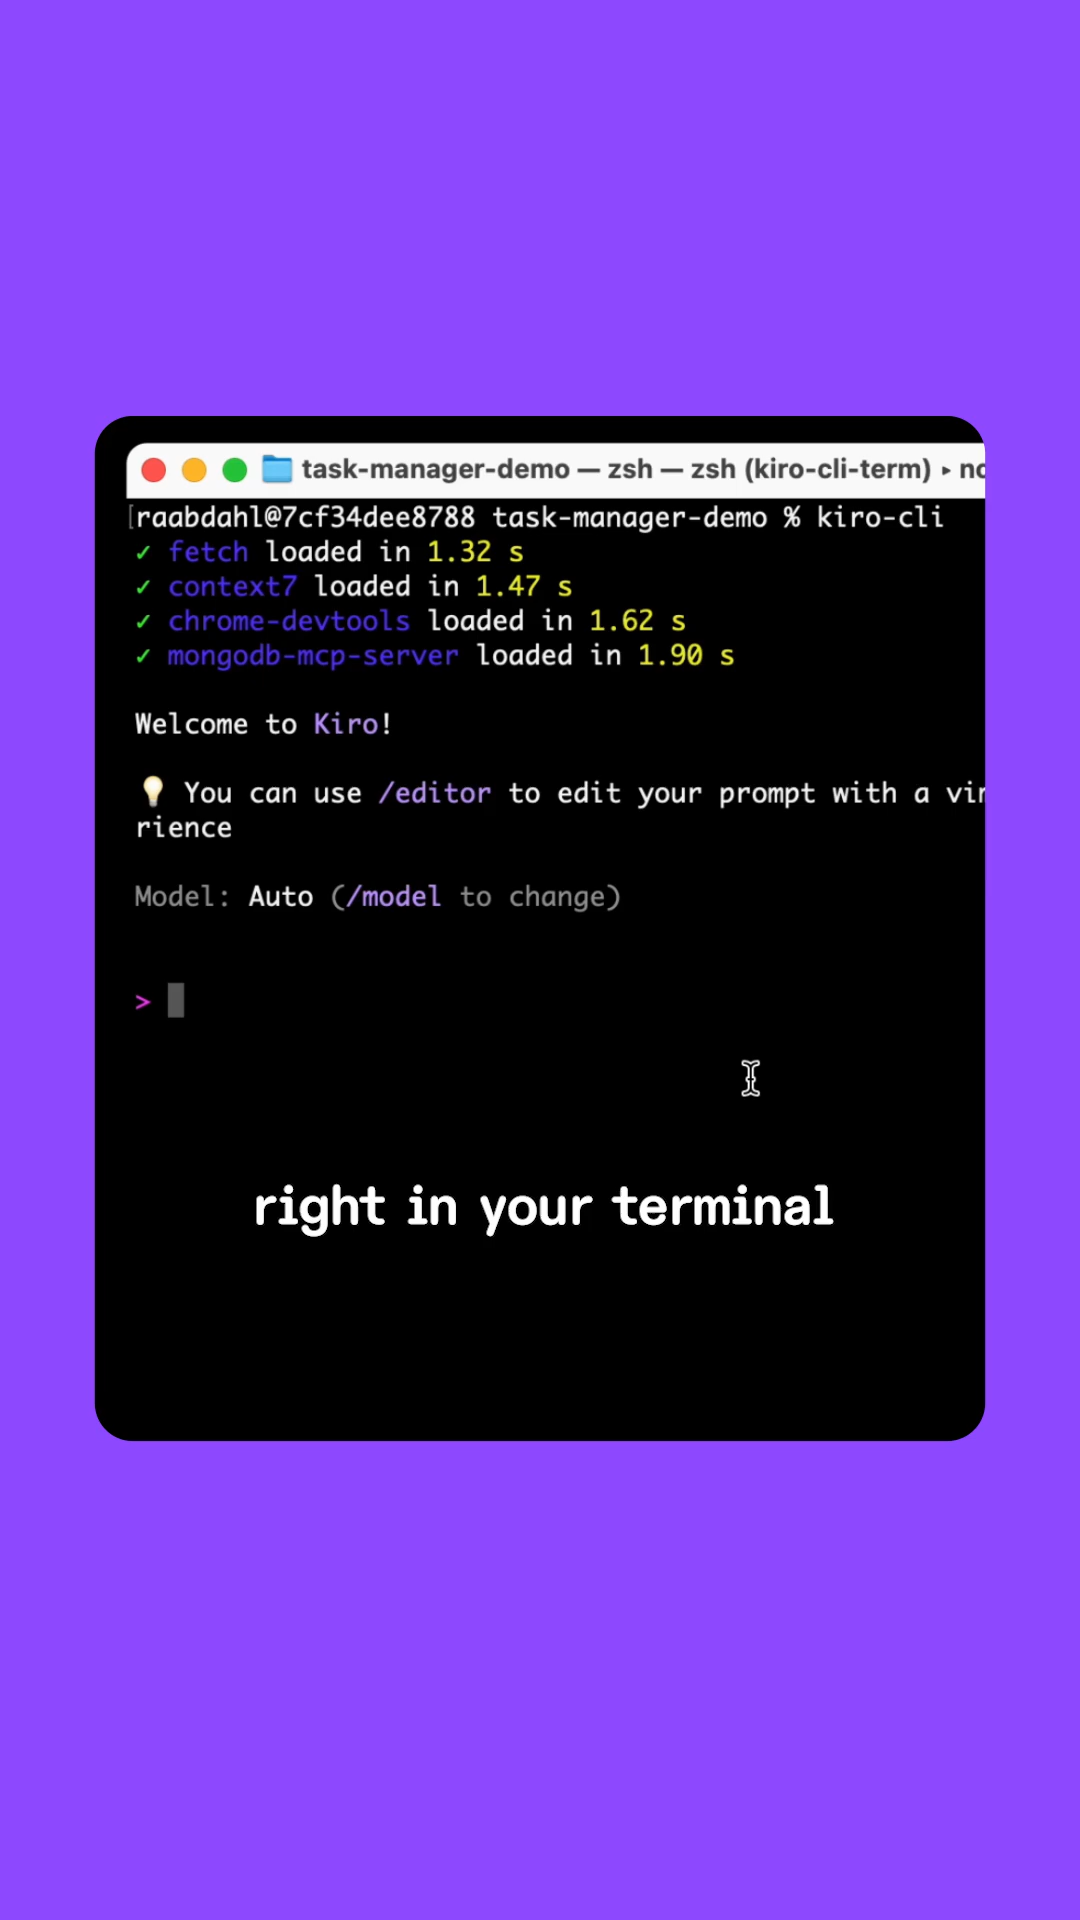 task-manager-demo — zsh — zsh (kiro-cli-term) ▸
[raabdahl@7cf34dee8788 task-manager-demo % kiro-cli
✓ fetch loaded in 1.32 s
✓ context7 loaded in 1.47 s
✓ chrome-devtools loaded in 1.62 s
✓ mongodb-mcp-server loaded in 1.90 s
Welcome to Kiro!
💡 You can use /editor to edit your prompt with a
rience
Model: Auto (/model to change)
>
right in your terminal